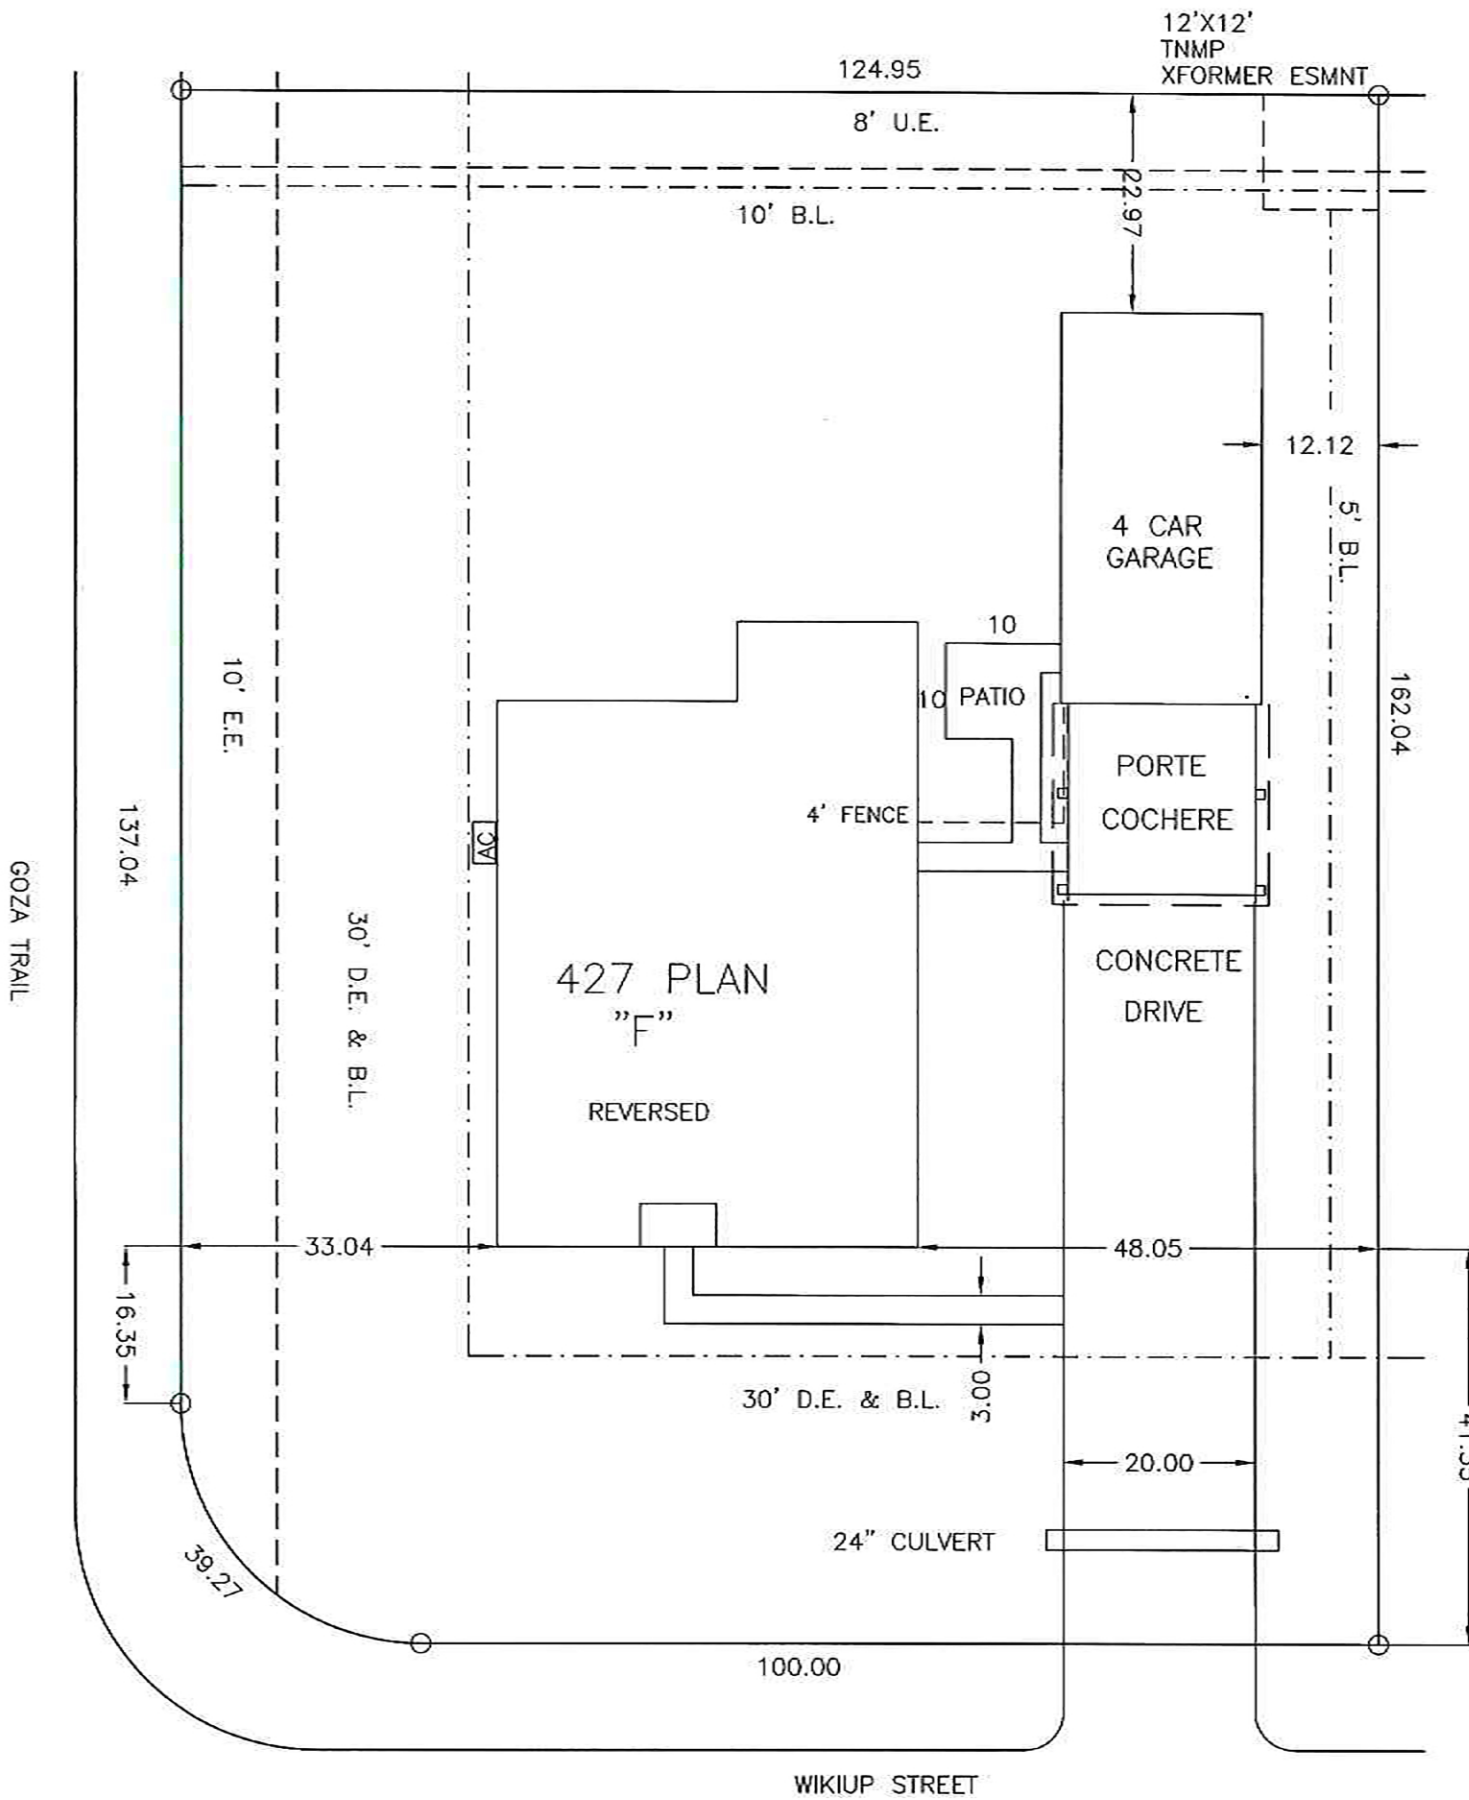 12'X12'
TNMP
XFORMER ESMNT
124.95
8' U.E.
22.97
10' B.L.
12.12
4 CAR
GARAGE
5' B.L.
10
10
PATIO
10' E.E.
162.04
PORTE
COCHERE
4' FENCE
137.04
AC
GOZA TRAIL
30' D.E. & B.L.
427 PLAN
"F"
CONCRETE
DRIVE
REVERSED
33.04
48.05
16.35
30' D.E. & B.L.
3.00
20.00
24" CULVERT
39.27
100.00
WIKIUP STREET